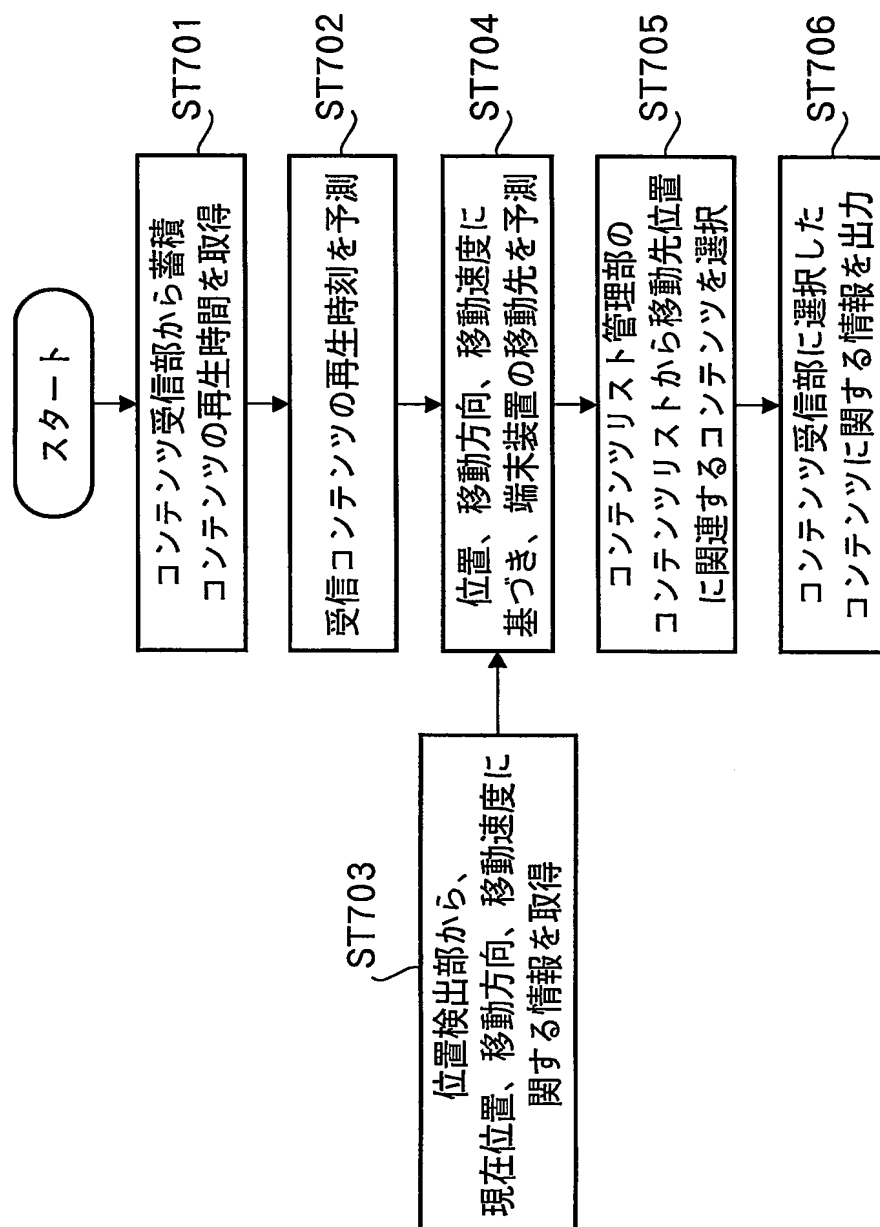 スタート
コンテンツ受信部から蓄積
コンテンツの再生時間を取得
ST701
受信コンテンツの再生時刻を予測
ST702
位置検出部から、
現在位置、移動方向、移動速度に
関する情報を取得
ST703
位置、移動方向、移動速度に
基づき、端末装置の移動先を予測
ST704
コンテンツリスト管理部の
コンテンツリストから移動先位置
に関連するコンテンツを選択
ST705
コンテンツ受信部に選択した
コンテンツに関する情報を出力
ST706